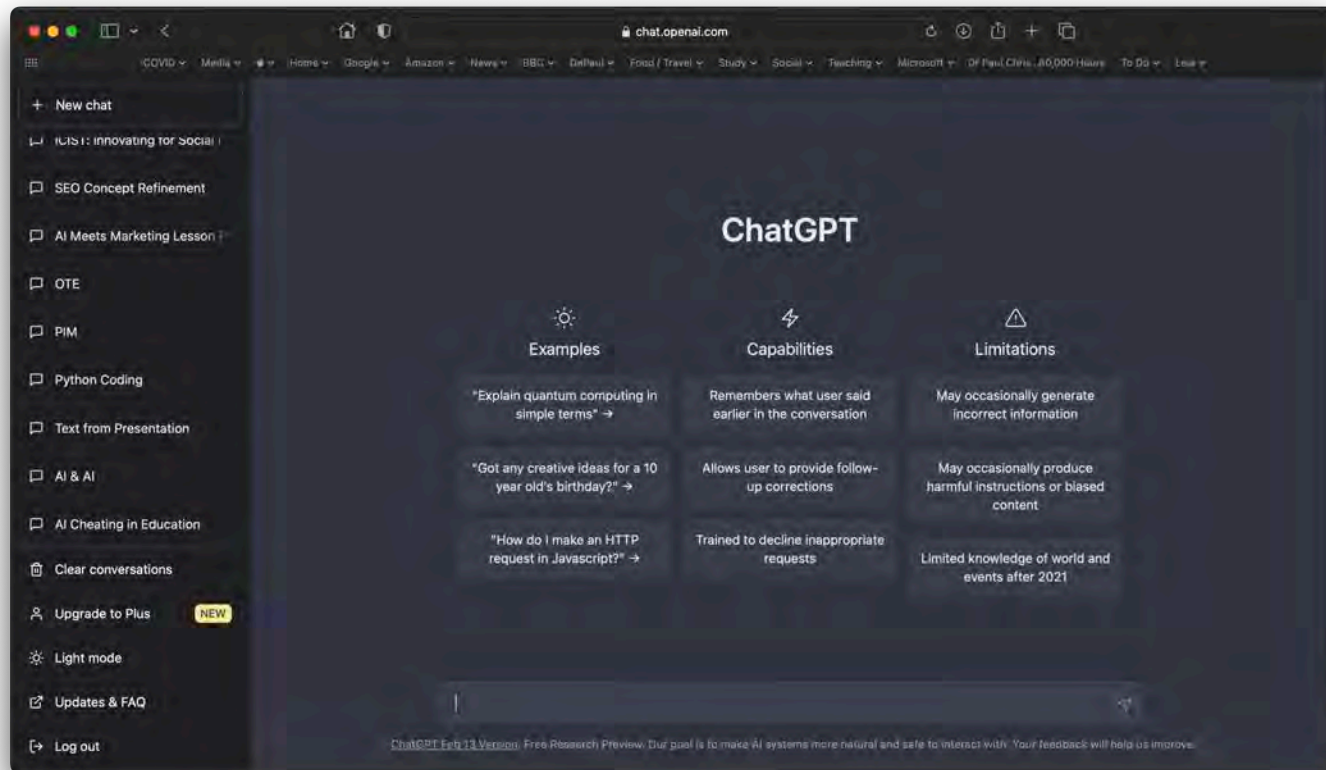 chat.openai.com
COVID Media Home Google Amazon News BBC DePaul Food / Travel Study Social Teaching Microsoft 80,000 Hours To Do
+ New chat
ICIST: Innovating for Social
SEO Concept Refinement
AI Meets Marketing Lesson
OTE
PIM
Python Coding
Text from Presentation
AI & AI
AI Cheating in Education
Clear conversations
Upgrade to Plus NEW
Light mode
Updates & FAQ
Log out
ChatGPT
Examples
"Explain quantum computing in
simple terms" →
"Got any creative ideas for a 10
year old's birthday?" →
"How do I make an HTTP
request in Javascript?" →
Capabilities
Remembers what user said
earlier in the conversation
Allows user to provide follow-
up corrections
Trained to decline inappropriate
requests
Limitations
May occasionally generate
incorrect information
May occasionally produce
harmful instructions or biased
content
Limited knowledge of world and
events after 2021
ChatGPT Feb 13 Version. Free Research Preview. Our goal is to make AI systems more natural and safe to interact with. Your feedback will help us improve.